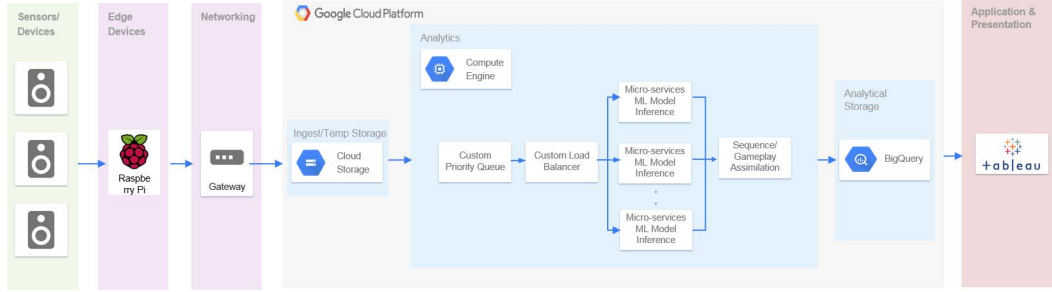 Sensors/
Devices
Edge
Devices
Raspbe
rry Pi
Networking
Gateway
Google Cloud Platform
Ingest/Temp Storage
Cloud
Storage
Analytics
Compute
Engine
Custom
Priority Queue
Custom Load
Balancer
Micro-services
ML Model
Inference
Micro-services
ML Model
Inference
.
.
Micro-services
ML Model
Inference
Sequence/
Gameplay
Assimilation
Analytical
Storage
BigQuery
Application &
Presentation
+ableau